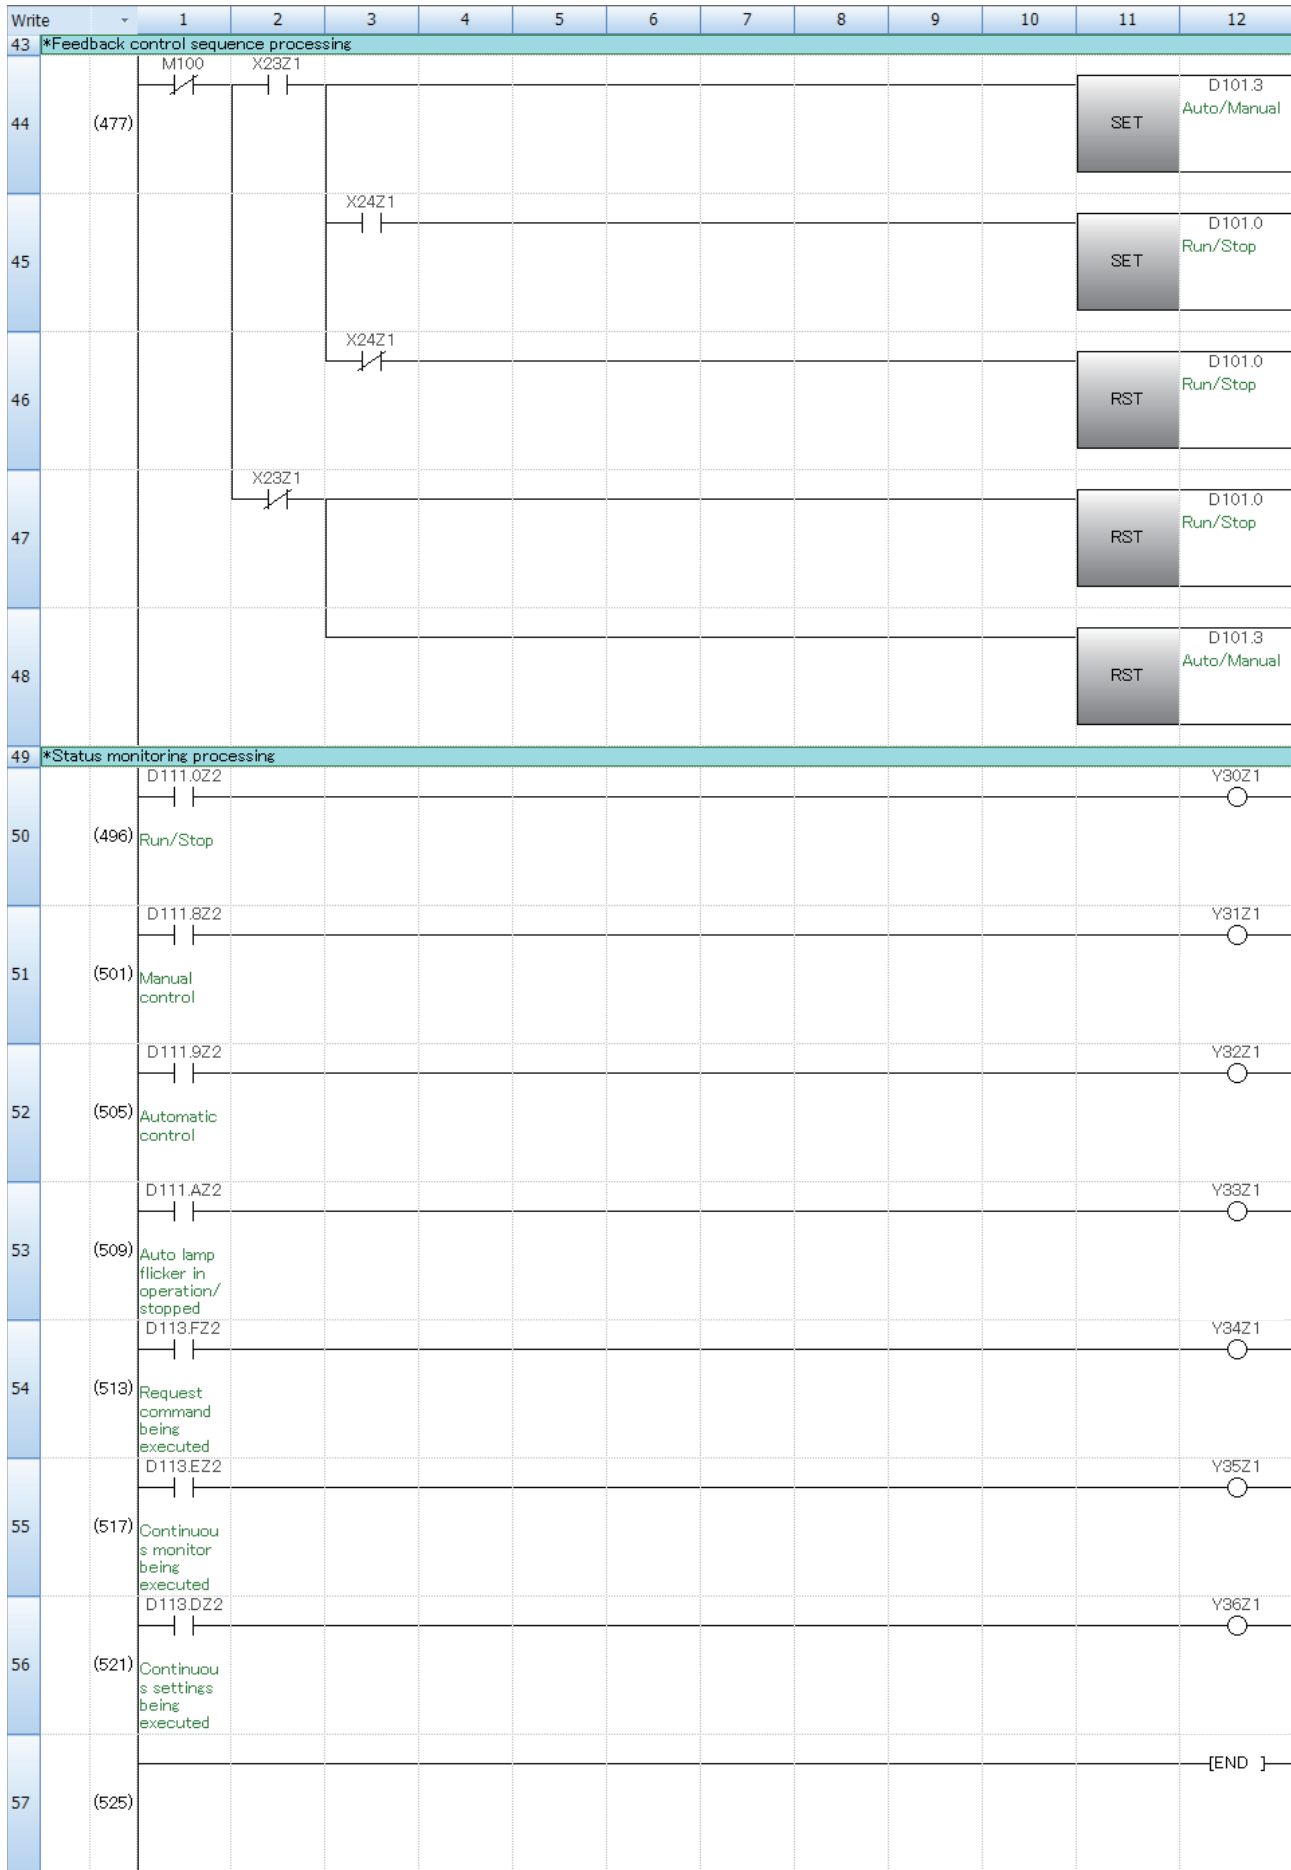 Write 1 2 3 4 5 6 7 8 9 10 11 12
43 *Feedback control sequence processing
M100 X23Z1
D101.3
Auto/Manual
44 (477) SET
X24Z1
D101.0
Run/Stop
45 SET
X24Z1
D101.0
Run/Stop
46 RST
X23Z1
D101.0
Run/Stop
47 RST
D101.3
Auto/Manual
48 RST
49 *Status monitoring processing
D111.0Z2 Y30Z1
50 (496) Run/Stop
D111.8Z2 Y31Z1
51 (501) Manual
control
D111.9Z2 Y32Z1
52 (505) Automatic
control
D111.AZ2 Y33Z1
53 (509) Auto lamp
flicker in
operation/
stopped
D113.FZ2 Y34Z1
54 (513) Request
command
being
executed
D113.EZ2 Y35Z1
55 (517) Continuou
s monitor
being
executed
D113.DZ2 Y36Z1
56 (521) Continuou
s settings
being
executed
[END ]
57 (525)